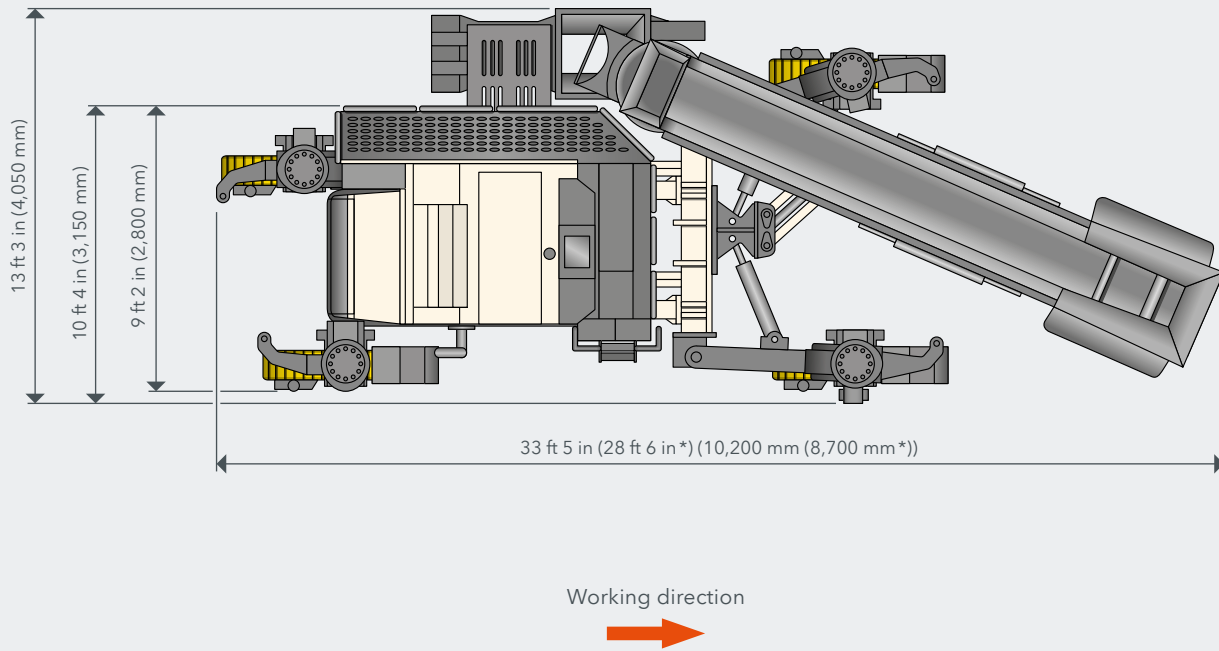 13 ft 3 in (4,050 mm)
10 ft 4 in (3,150 mm)
9 ft 2 in (2,800 mm)
33 ft 5 in (28 ft 6 in*) (10,200 mm (8,700 mm*))
Working direction